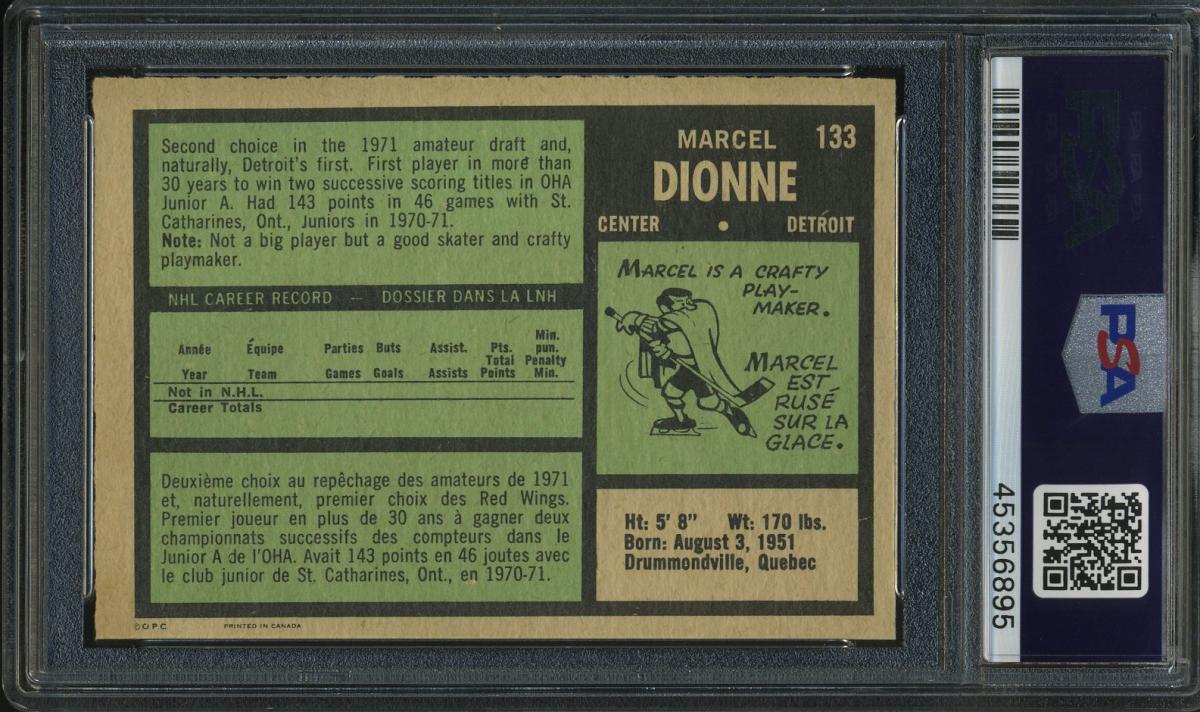 Second choice in the 1971 amateur draft and,
naturally, Detroit's first. First player in more than
30 years to win two successive scoring titles in OHA
Junior A. Had 143 points in 46 games with St.
Catharines, Ont., Juniors in 1970-71.
Note: Not a big player but a good skater and crafty
playmaker.
NHL CAREER RECORD — DOSSIER DANS LA LNH
Année Équipe Parties Buts Assist. Pts. Total Min. pun.
Year Team Games Goals Assists Points Penalty Min.
Not in N.H.L.
Career Totals
Deuxième choix au repêchage des amateurs de 1971
et, naturellement, premier choix des Red Wings.
Premier joueur en plus de 30 ans à gagner deux
championnats successifs des compteurs dans le
Junior A de l'OHA. Avait 143 points en 46 joutes avec
le club junior de St. Catharines, Ont., en 1970-71.
© O.P.C. PRINTED IN CANADA
MARCEL 133
DIONNE
CENTER • DETROIT
MARCEL IS A CRAFTY
PLAY-
MAKER.
MARCEL
EST
RUSÉ
SUR LA
GLACE.
Ht: 5' 8" Wt: 170 lbs.
Born: August 3, 1951
Drummondville, Quebec
PSA
PSA
45356895